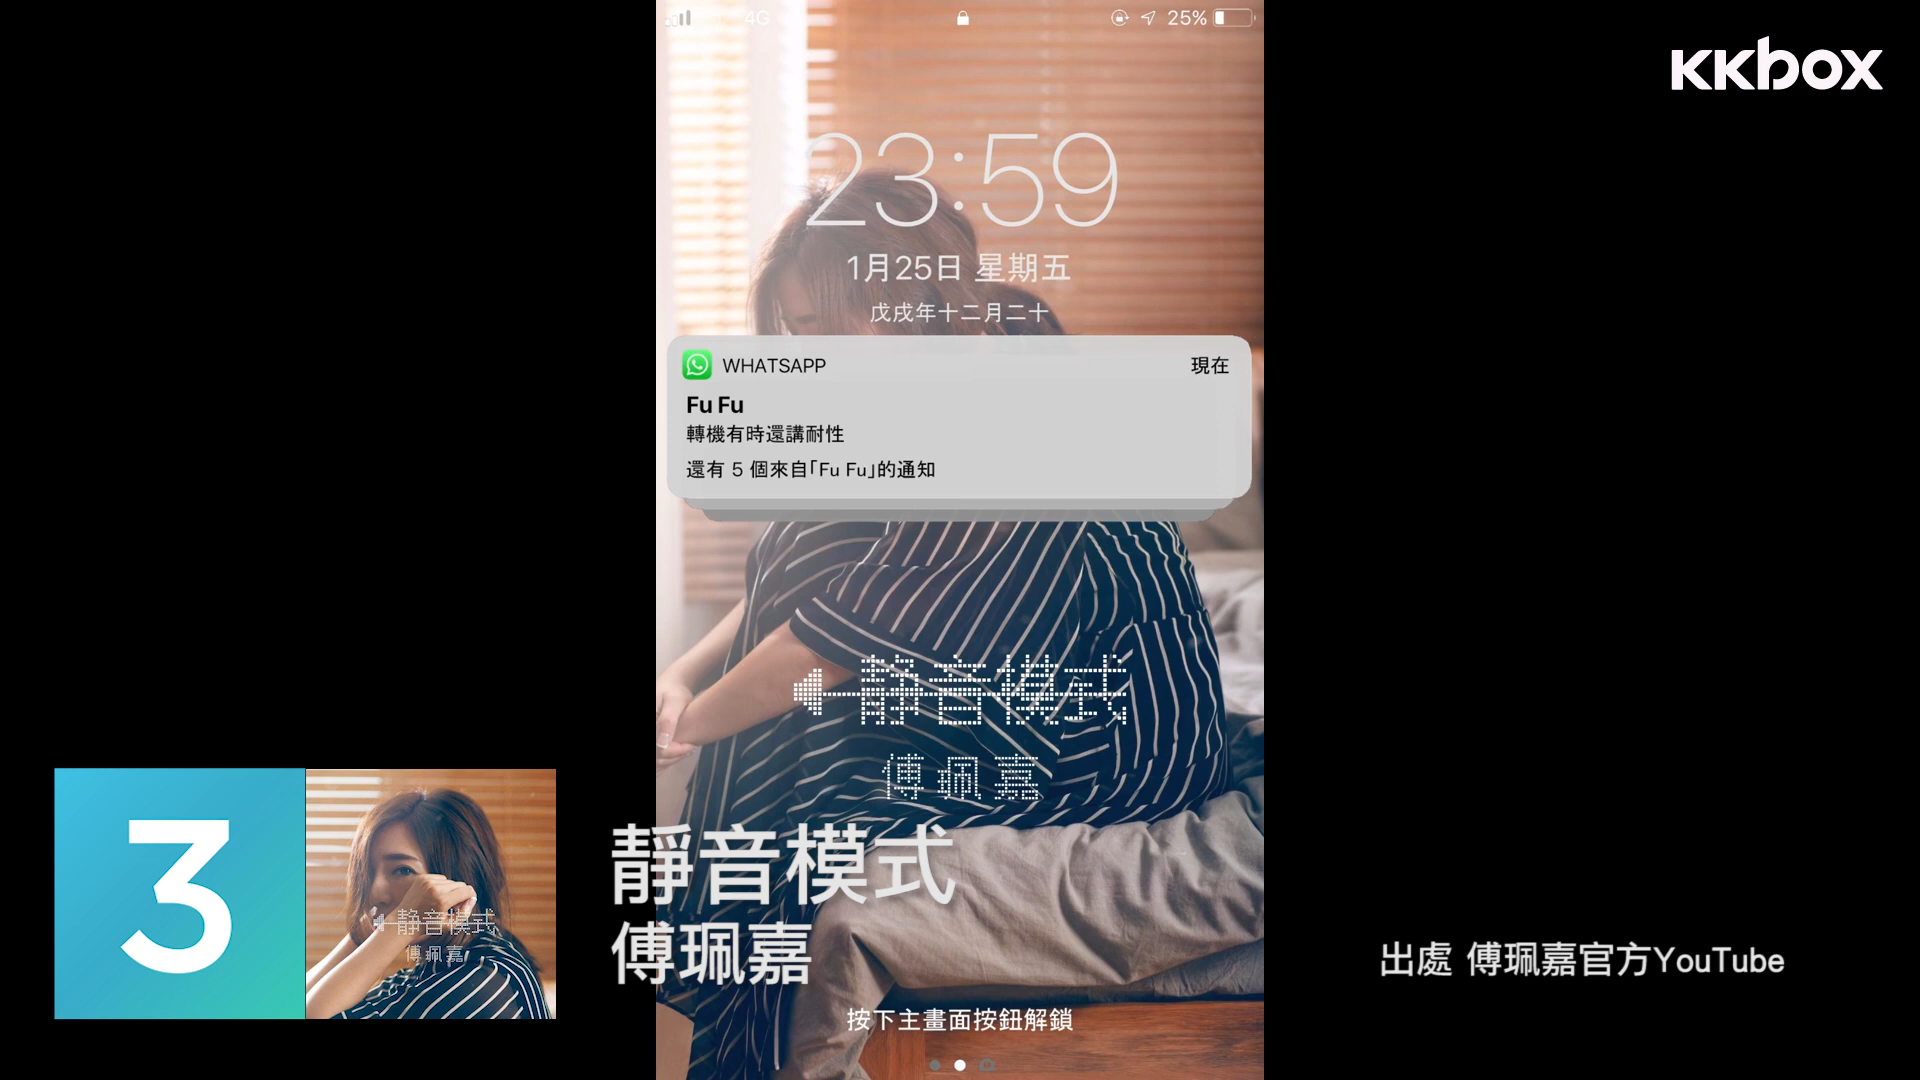 4G
25%
KKBOX
23:59
1月25日 星期五
戊戌年十二月二十
WHATSAPP
現在
Fu Fu
轉機有時還講耐性
還有 5 個來自「Fu Fu」的通知
靜音模式
傅珮嘉
3
靜音模式
傅珮嘉
靜音模式
傅珮嘉
出處 傅珮嘉官方YouTube
按下主畫面按鈕解鎖